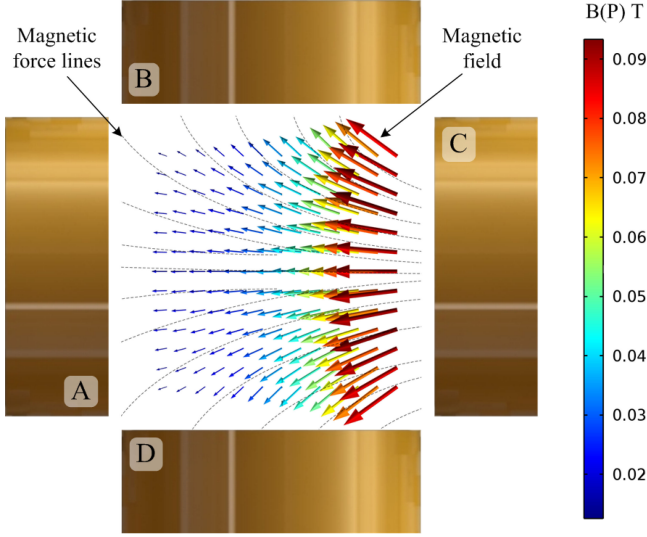 B(P) T
Magnetic
force lines
Magnetic
field
B
C
A
D
0.09
0.08
0.07
0.06
0.05
0.04
0.03
0.02